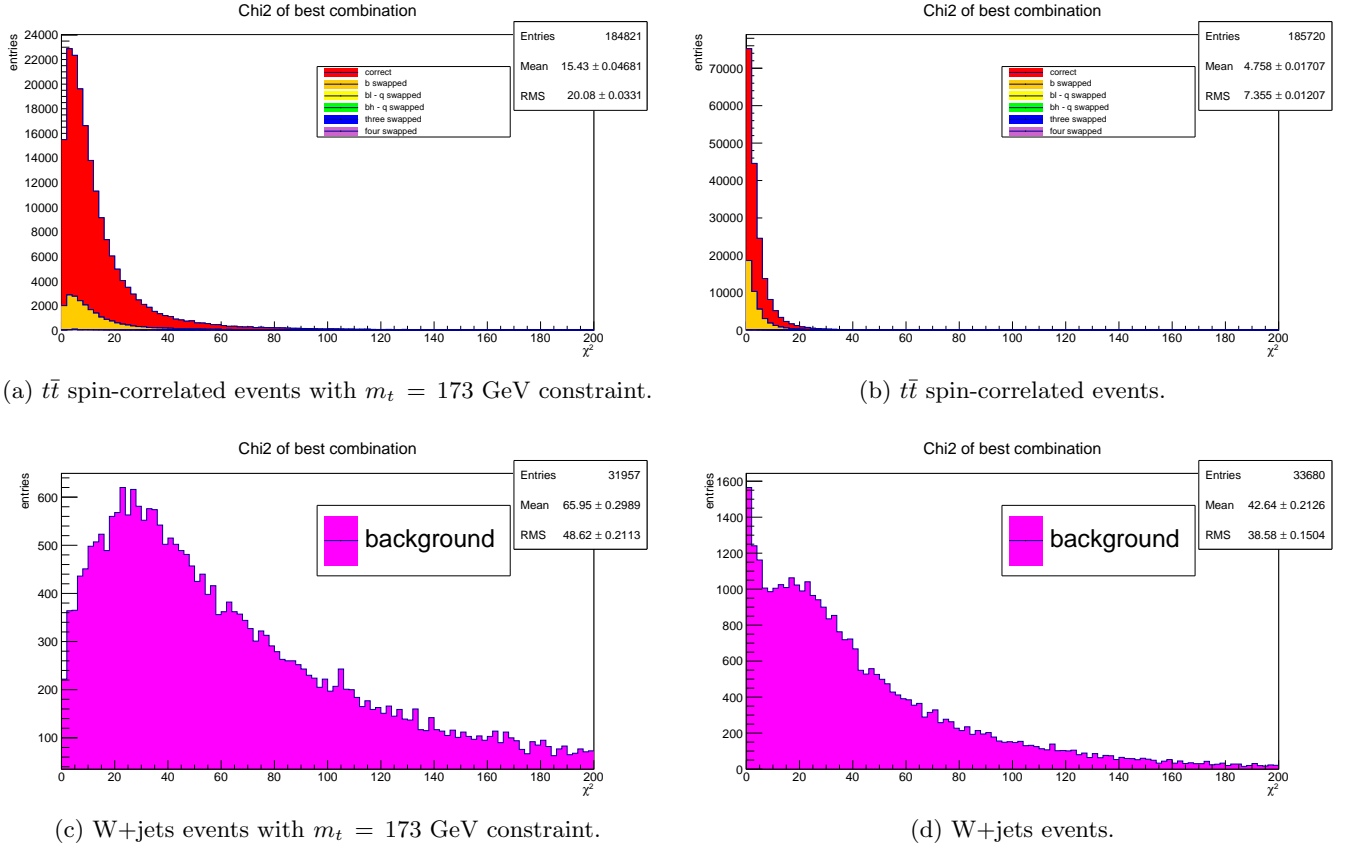 Chi2 of best combination
entries
24000
22000
20000
18000
16000
14000
12000
10000
8000
6000
4000
2000
0
0 20 40 60 80 100 120 140 160 180 200
χ²
Entries 184821
Mean 15.43 ± 0.04681
RMS 20.08 ± 0.0331
correct
b swapped
bl - q swapped
bh - q swapped
three swapped
four swapped
(a) tt̄ spin-correlated events with mₜ = 173 GeV constraint.
Chi2 of best combination
entries
70000
60000
50000
40000
30000
20000
10000
0
0 20 40 60 80 100 120 140 160 180 200
χ²
Entries 185720
Mean 4.758 ± 0.01707
RMS 7.355 ± 0.01207
correct
b swapped
bl - q swapped
bh - q swapped
three swapped
four swapped
(b) tt̄ spin-correlated events.
Chi2 of best combination
entries
600
500
400
300
200
100
0 20 40 60 80 100 120 140 160 180 200
χ²
Entries 31957
Mean 65.95 ± 0.2989
RMS 48.62 ± 0.2113
background
(c) W+jets events with mₜ = 173 GeV constraint.
Chi2 of best combination
entries
1600
1400
1200
1000
800
600
400
200
0
0 20 40 60 80 100 120 140 160 180 200
χ²
Entries 33680
Mean 42.64 ± 0.2126
RMS 38.58 ± 0.1504
background
(d) W+jets events.